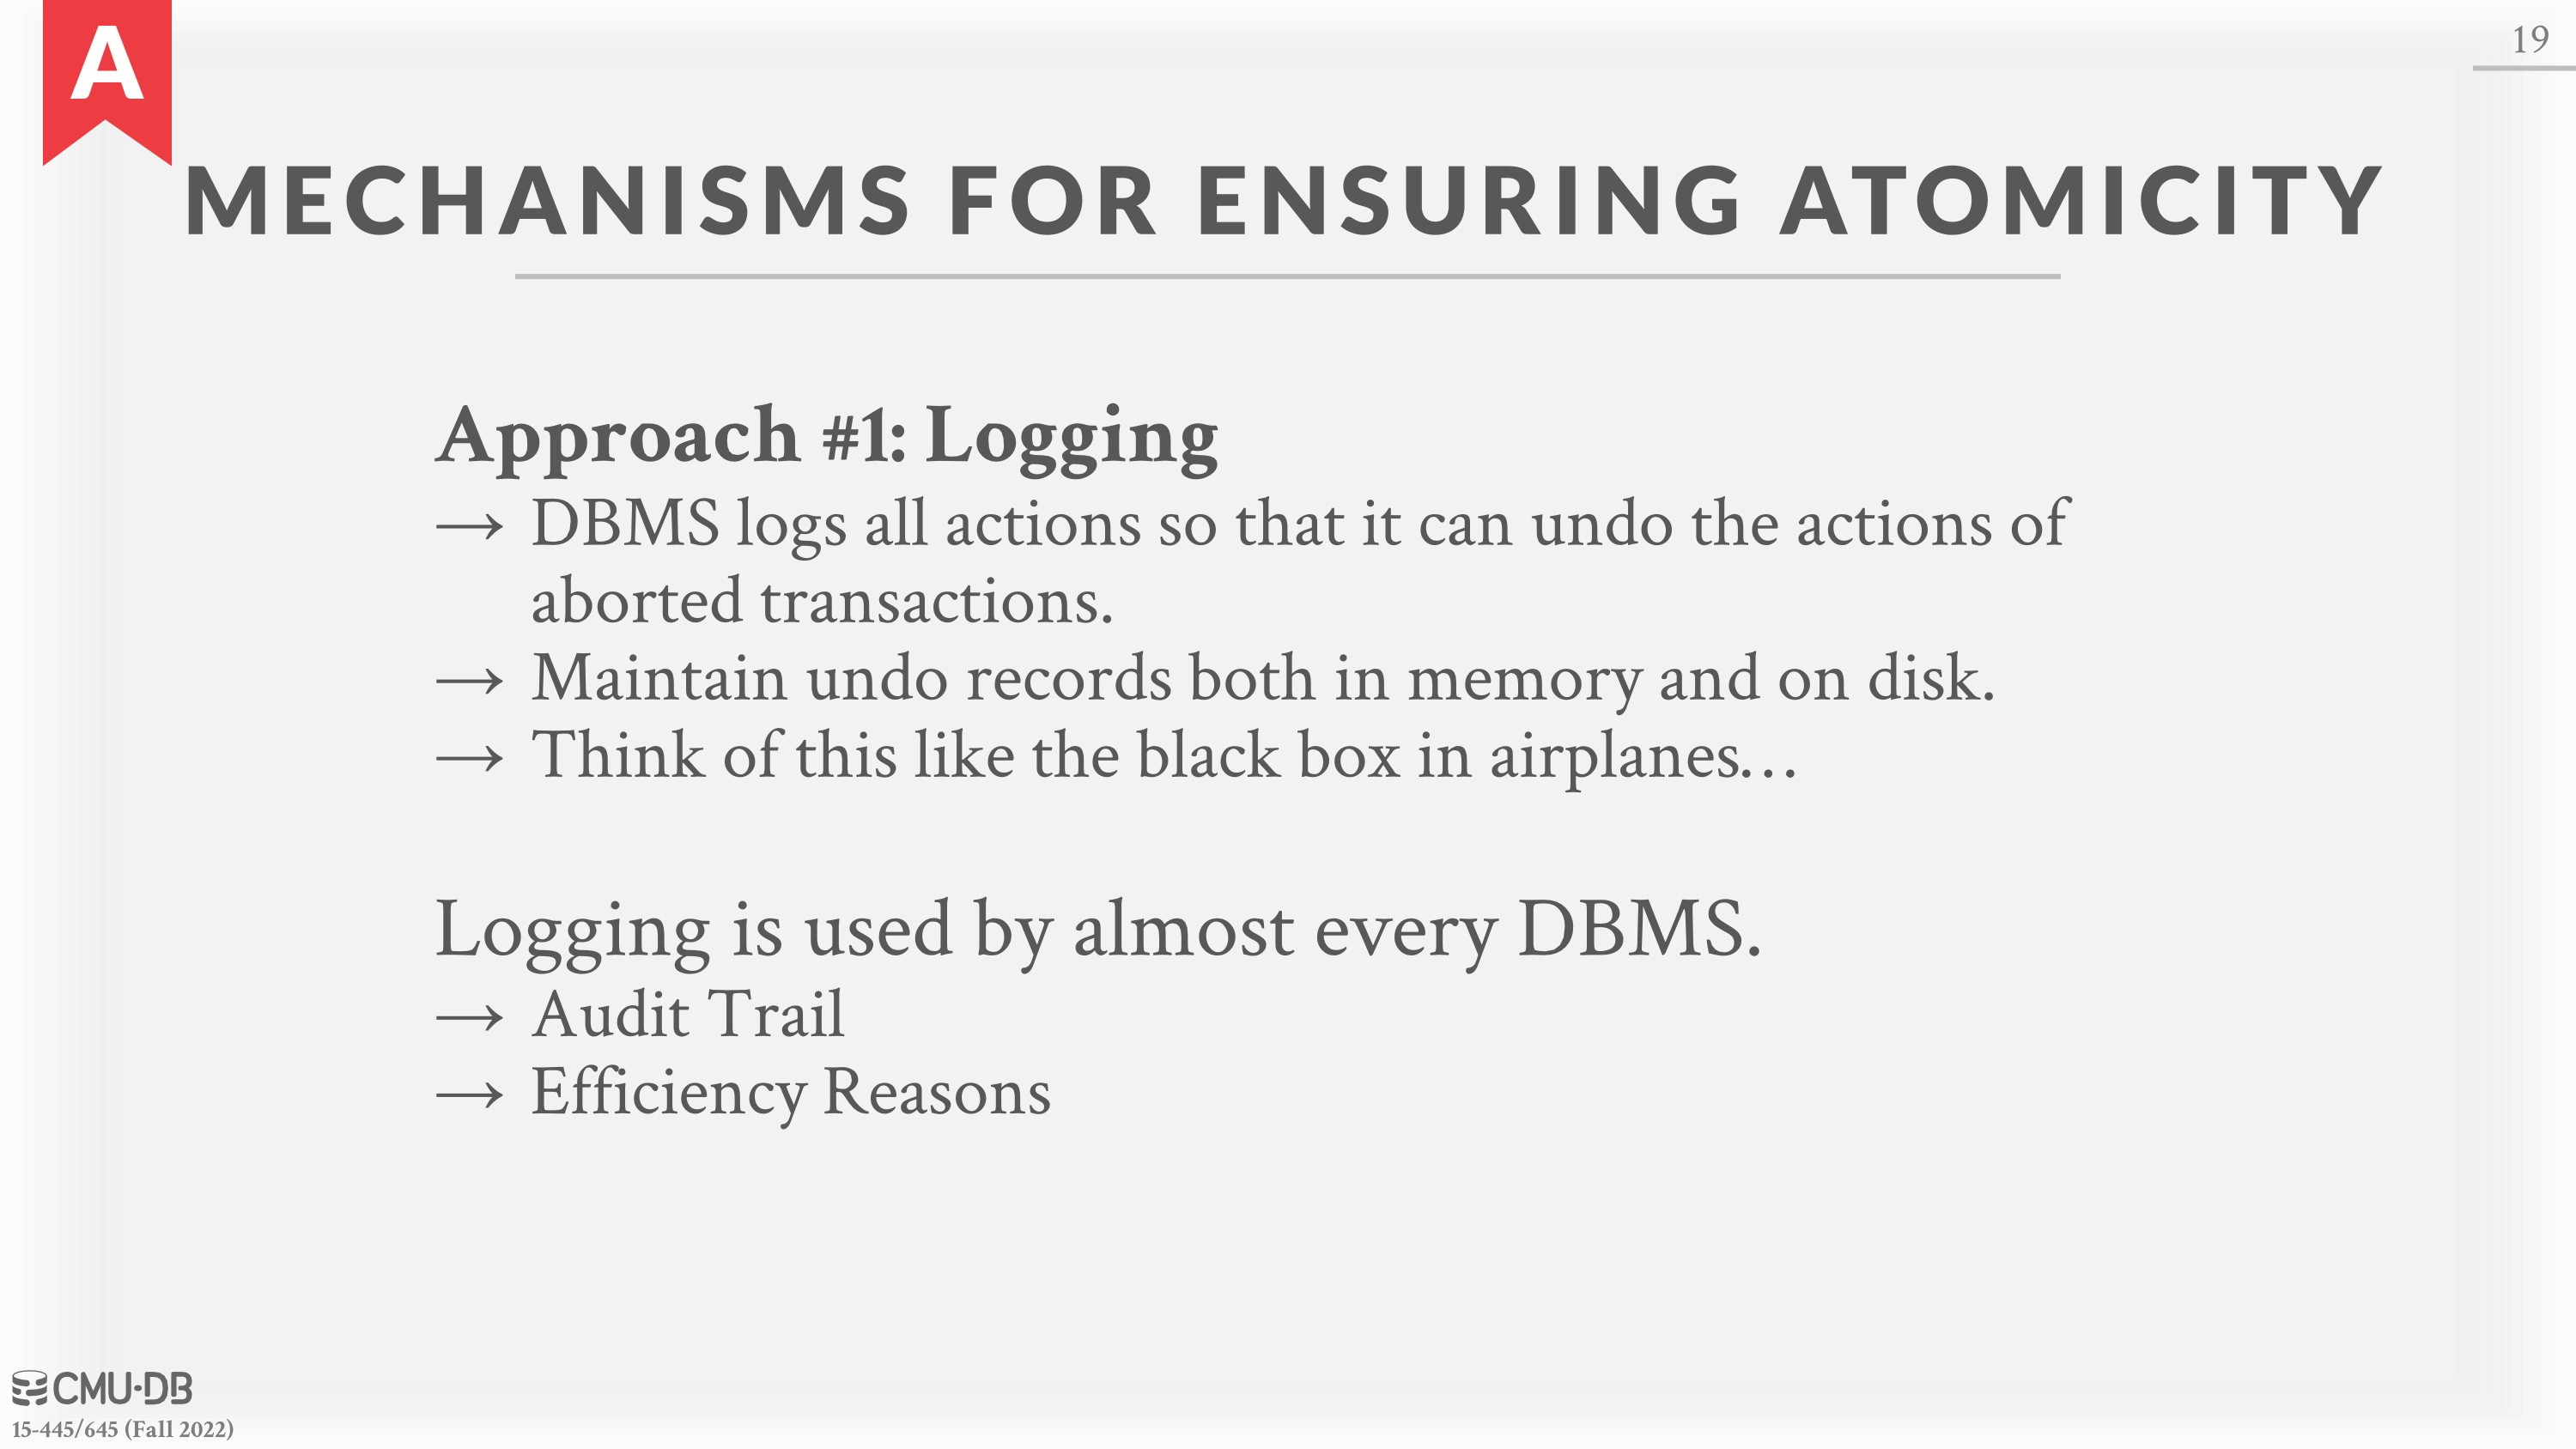 A
19
MECHANISMS FOR ENSURING ATOMICITY
Approach #1: Logging
→ DBMS logs all actions so that it can undo the actions of
aborted transactions.
→ Maintain undo records both in memory and on disk.
→ Think of this like the black box in airplanes…
Logging is used by almost every DBMS.
→ Audit Trail
→ Efficiency Reasons
CMU·DB
15-445/645 (Fall 2022)